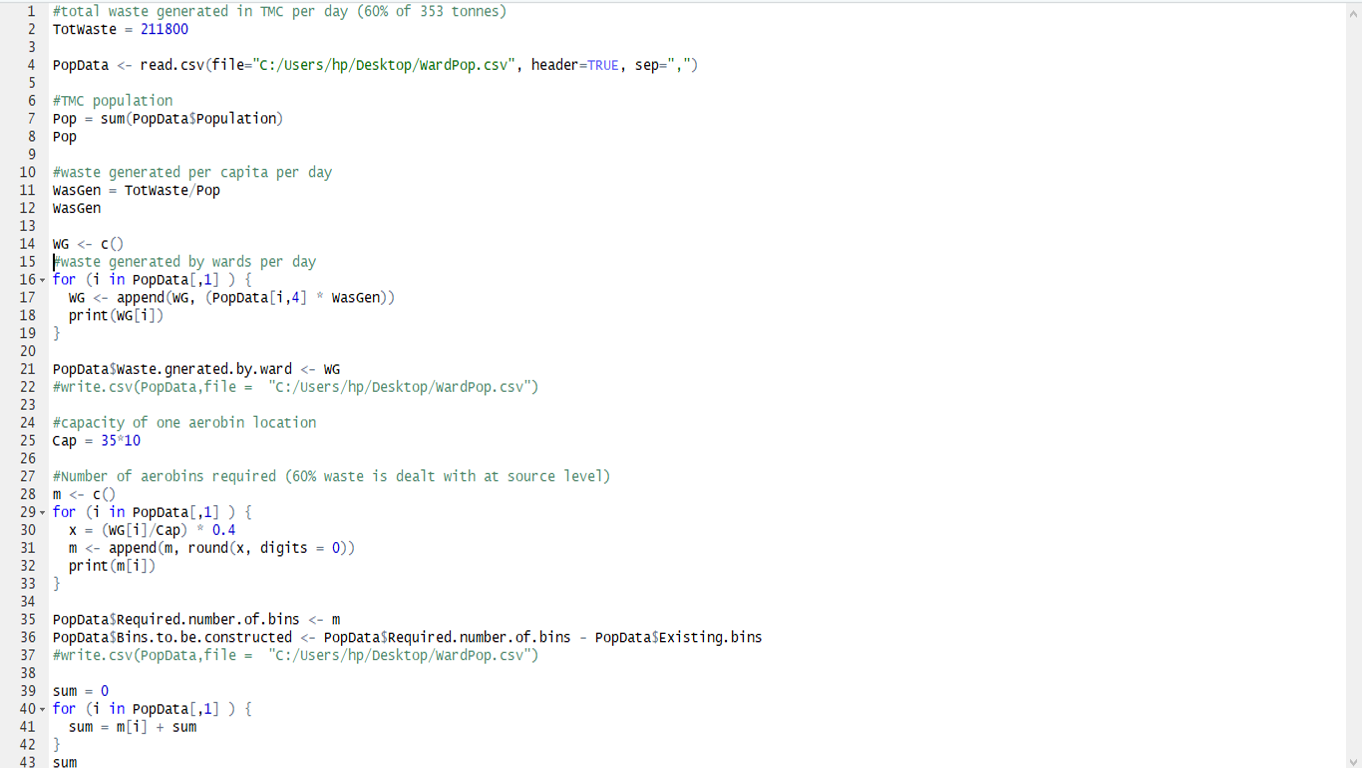 1 #total waste generated in TMC per day (60% of 353 tonnes)
2 TotWaste = 211800
3
4 PopData <- read.csv(file="C:/Users/hp/Desktop/WardPop.csv", header=TRUE, sep=",")
5
6 #TMC population
7 Pop = sum(PopData$Population)
8 Pop
9
10 #waste generated per capita per day
11 WasGen = TotWaste/Pop
12 WasGen
13
14 WG <- c()
15 #waste generated by wards per day
16 for (i in PopData[,1] ) {
17   WG <- append(WG, (PopData[i,4] * WasGen))
18   print(WG[i])
19 }
20
21 PopData$Waste.gnerated.by.ward <- WG
22 #write.csv(PopData,file =  "C:/Users/hp/Desktop/WardPop.csv")
23
24 #capacity of one aerobin location
25 Cap = 35*10
26
27 #Number of aerobins required (60% waste is dealt with at source level)
28 m <- c()
29 for (i in PopData[,1] ) {
30   x = (WG[i]/Cap) * 0.4
31   m <- append(m, round(x, digits = 0))
32   print(m[i])
33 }
34
35 PopData$Required.number.of.bins <- m
36 PopData$Bins.to.be.constructed <- PopData$Required.number.of.bins - PopData$Existing.bins
37 #write.csv(PopData,file =  "C:/Users/hp/Desktop/WardPop.csv")
38
39 sum = 0
40 for (i in PopData[,1] ) {
41   sum = m[i] + sum
42 }
43 sum